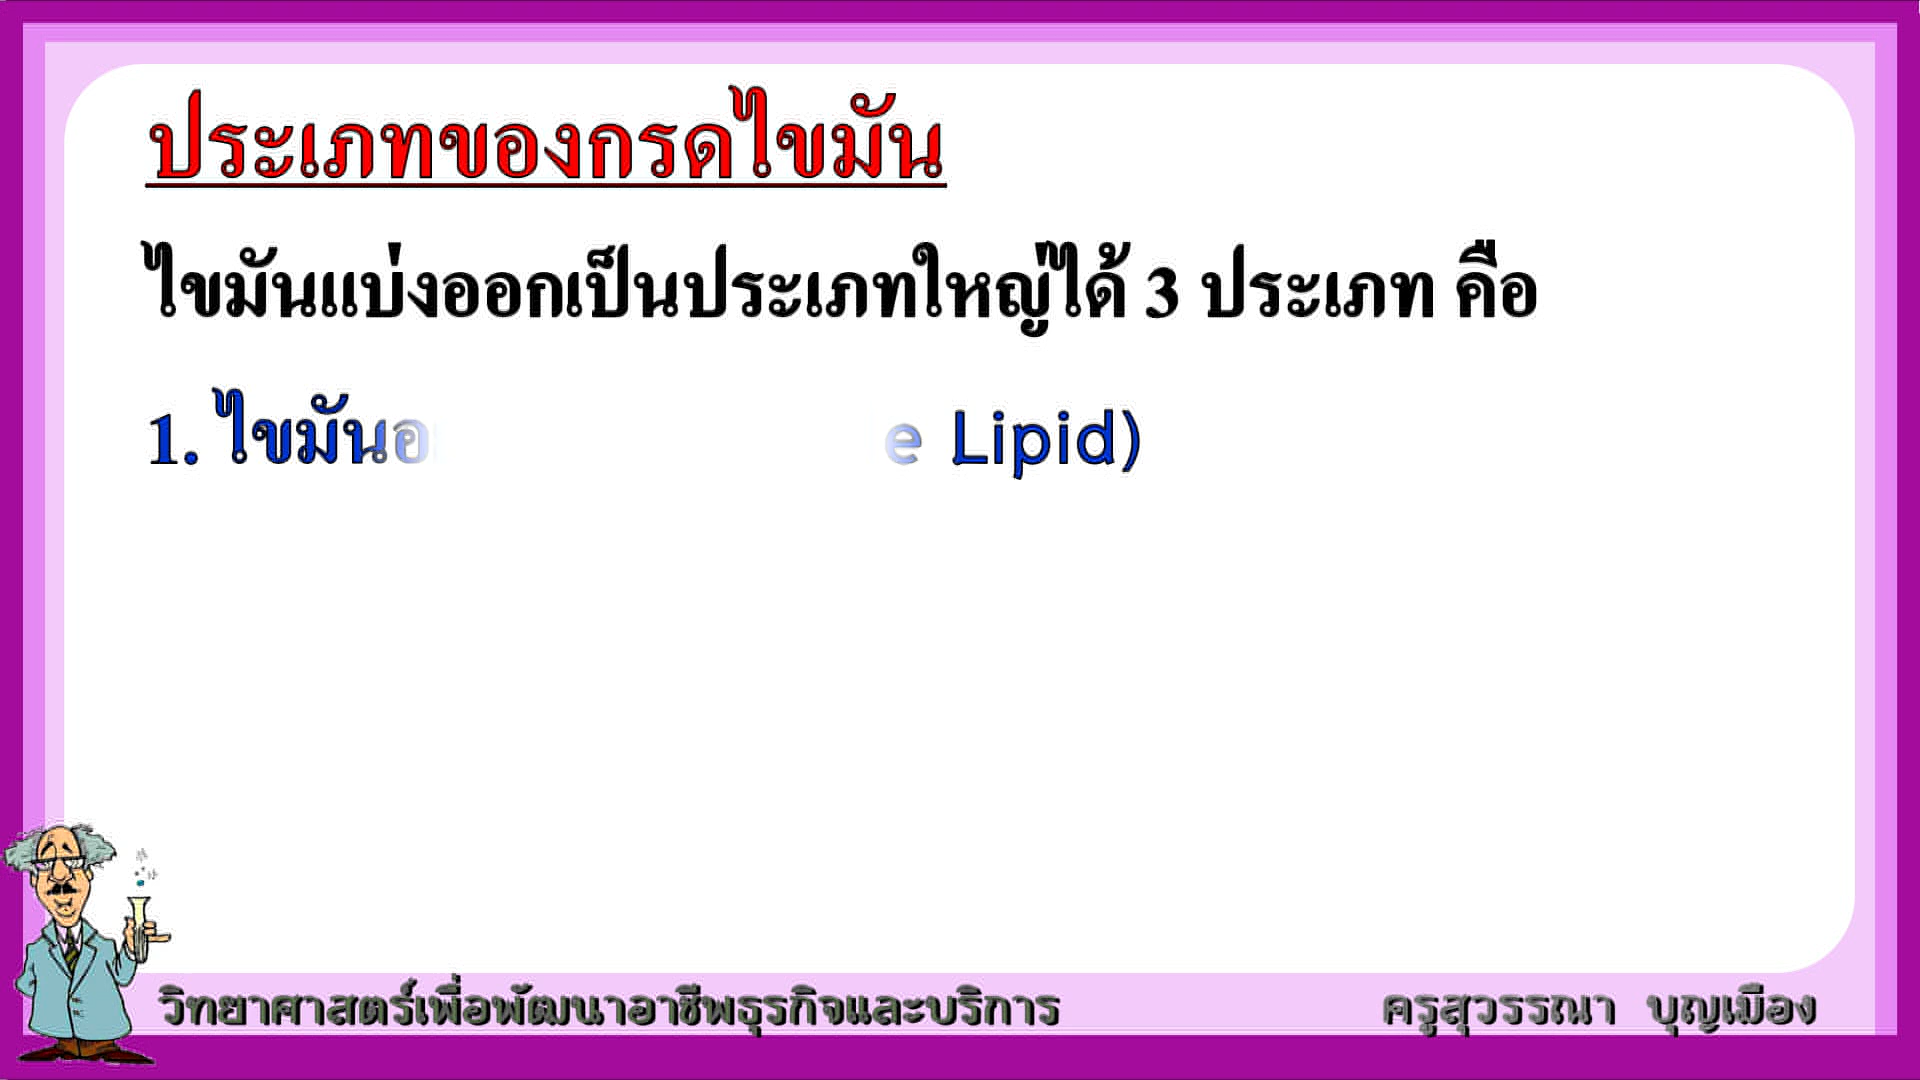 ประเภทของกรดไขมัน
ไขมันแบ่งออกเป็นประเภทใหญ่ได้ 3 ประเภท คือ
1. Lipid)
วิทยาศาสตร์เพื่อพัฒนาอาชีพธุรกิจและบริการ
ครูสุวรรณา บุญเมือง